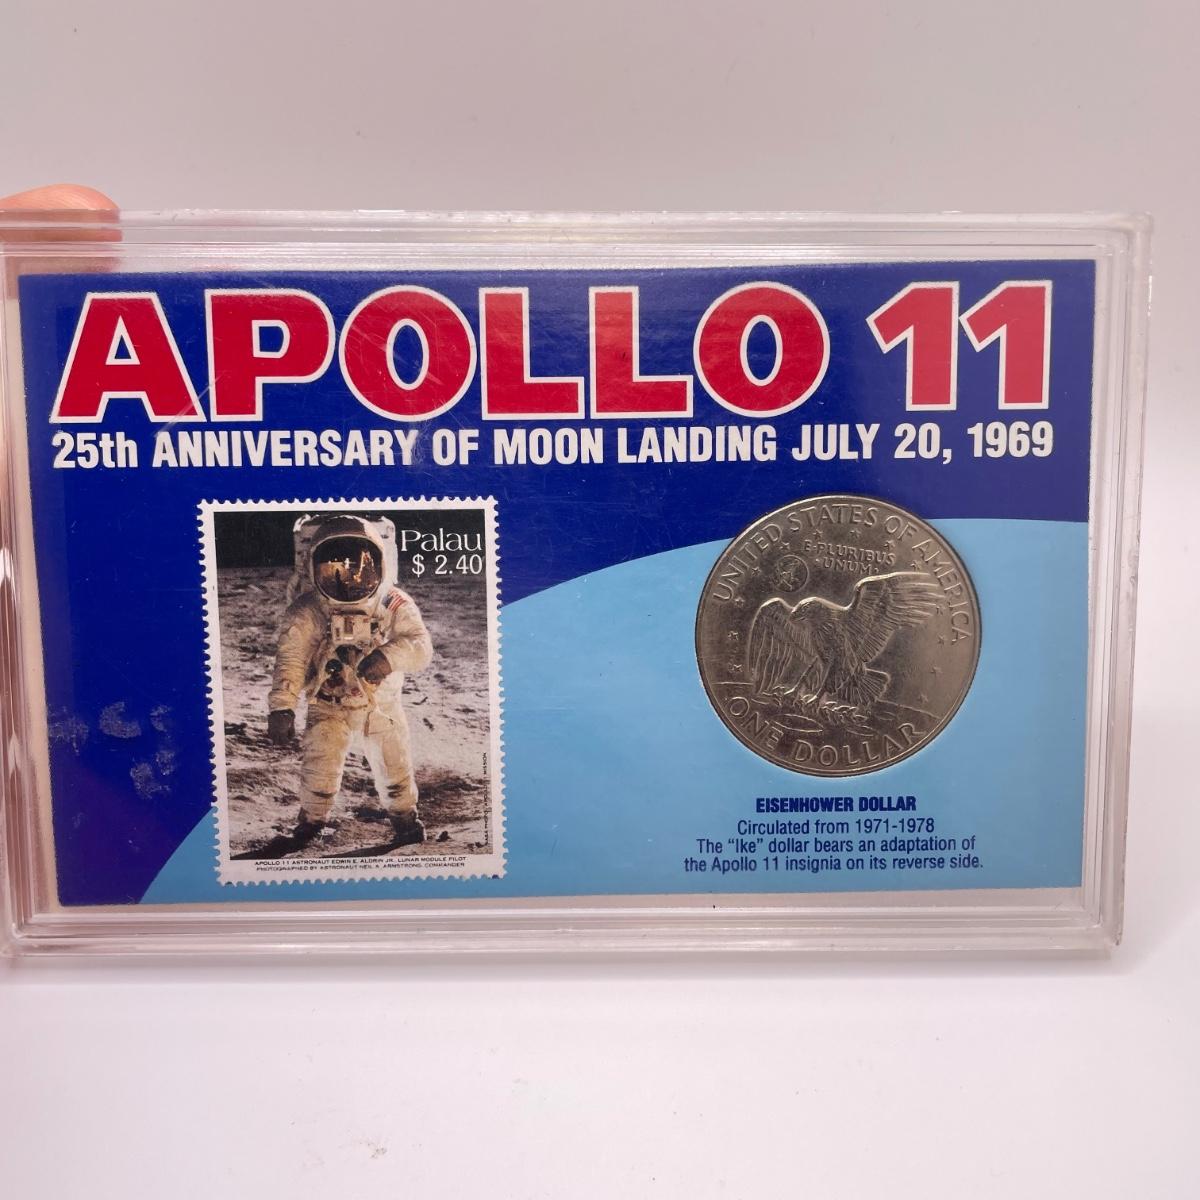 APOLLO 11
25th ANNIVERSARY OF MOON LANDING JULY 20, 1969
Palau
$ 2.40
APOLLO 11 ASTRONAUT EDWIN E. ALDRIN JR., LUNAR MODULE PILOT
PHOTOGRAPHED BY ASTRONAUT NEIL A. ARMSTRONG, COMMANDER
UNITED STATES OF AMERICA
E·PLURIBUS
·UNUM·
ONE DOLLAR
EISENHOWER DOLLAR
Circulated from 1971-1978
The "Ike" dollar bears an adaptation of
the Apollo 11 insignia on its reverse side.